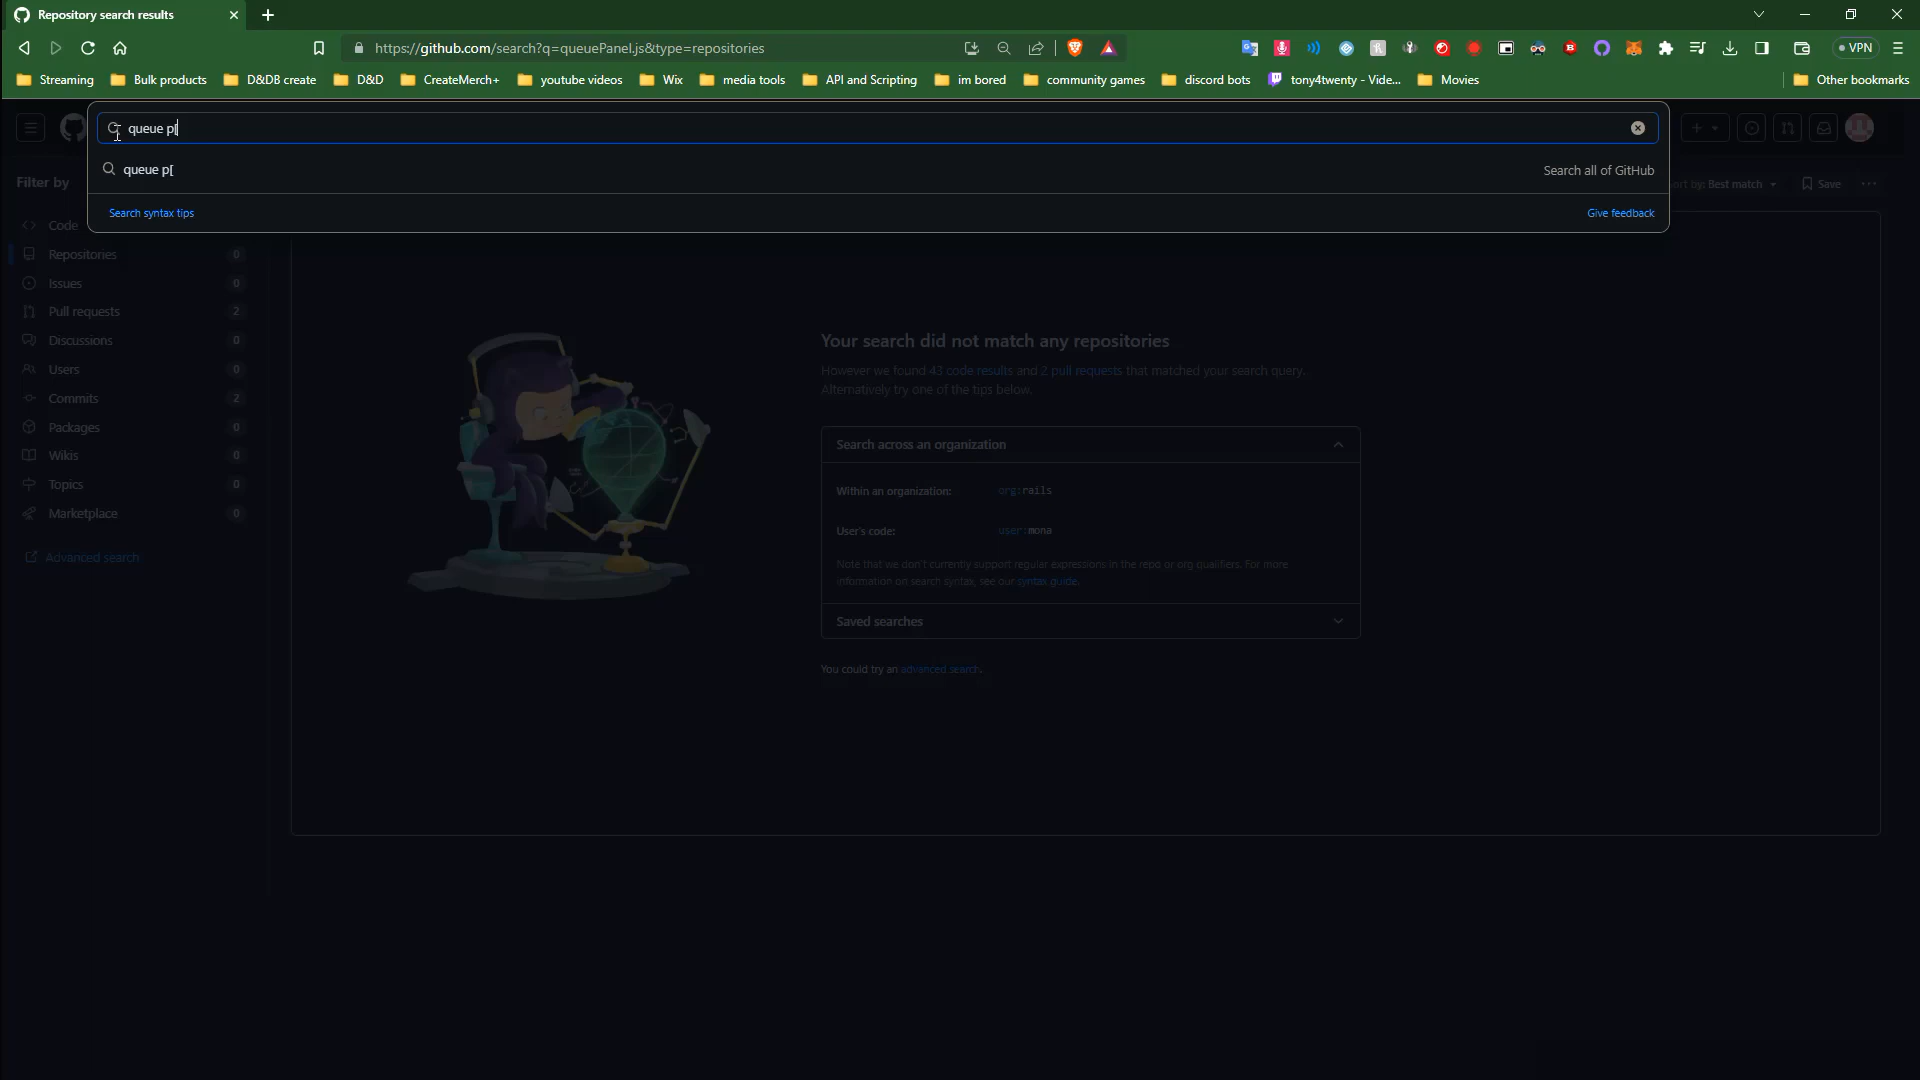 Repository search results
https://github.com/search?q=queuePanel.js&type=repositories
VPN
Streaming Bulk products D&DB create D&D CreateMerch+ youtube videos Wix media tools API and Scripting im bored community games discord bots tony4twenty - Vide... Movies Other bookmarks
queue p[
queue p[ Search all of GitHub
Search syntax tips Give feedback
Filter by
Best match Save
Code
Repositories 0
Issues 0
Pull requests 2
Discussions 0
Users 0
Commits 2
Packages 0
Wikis 0
Topics 0
Marketplace 0
Advanced search
Your search did not match any repositories
However we found 43 code results and 2 pull requests that matched your search query.
Alternatively try one of the tips below.
Search across an organization
Within an organization: org:rails
User's code: user:mona
Note that we don't currently support regular expressions in the repo or org qualifiers. For more
information on search syntax, see our syntax guide.
Saved searches
You could try an advanced search.